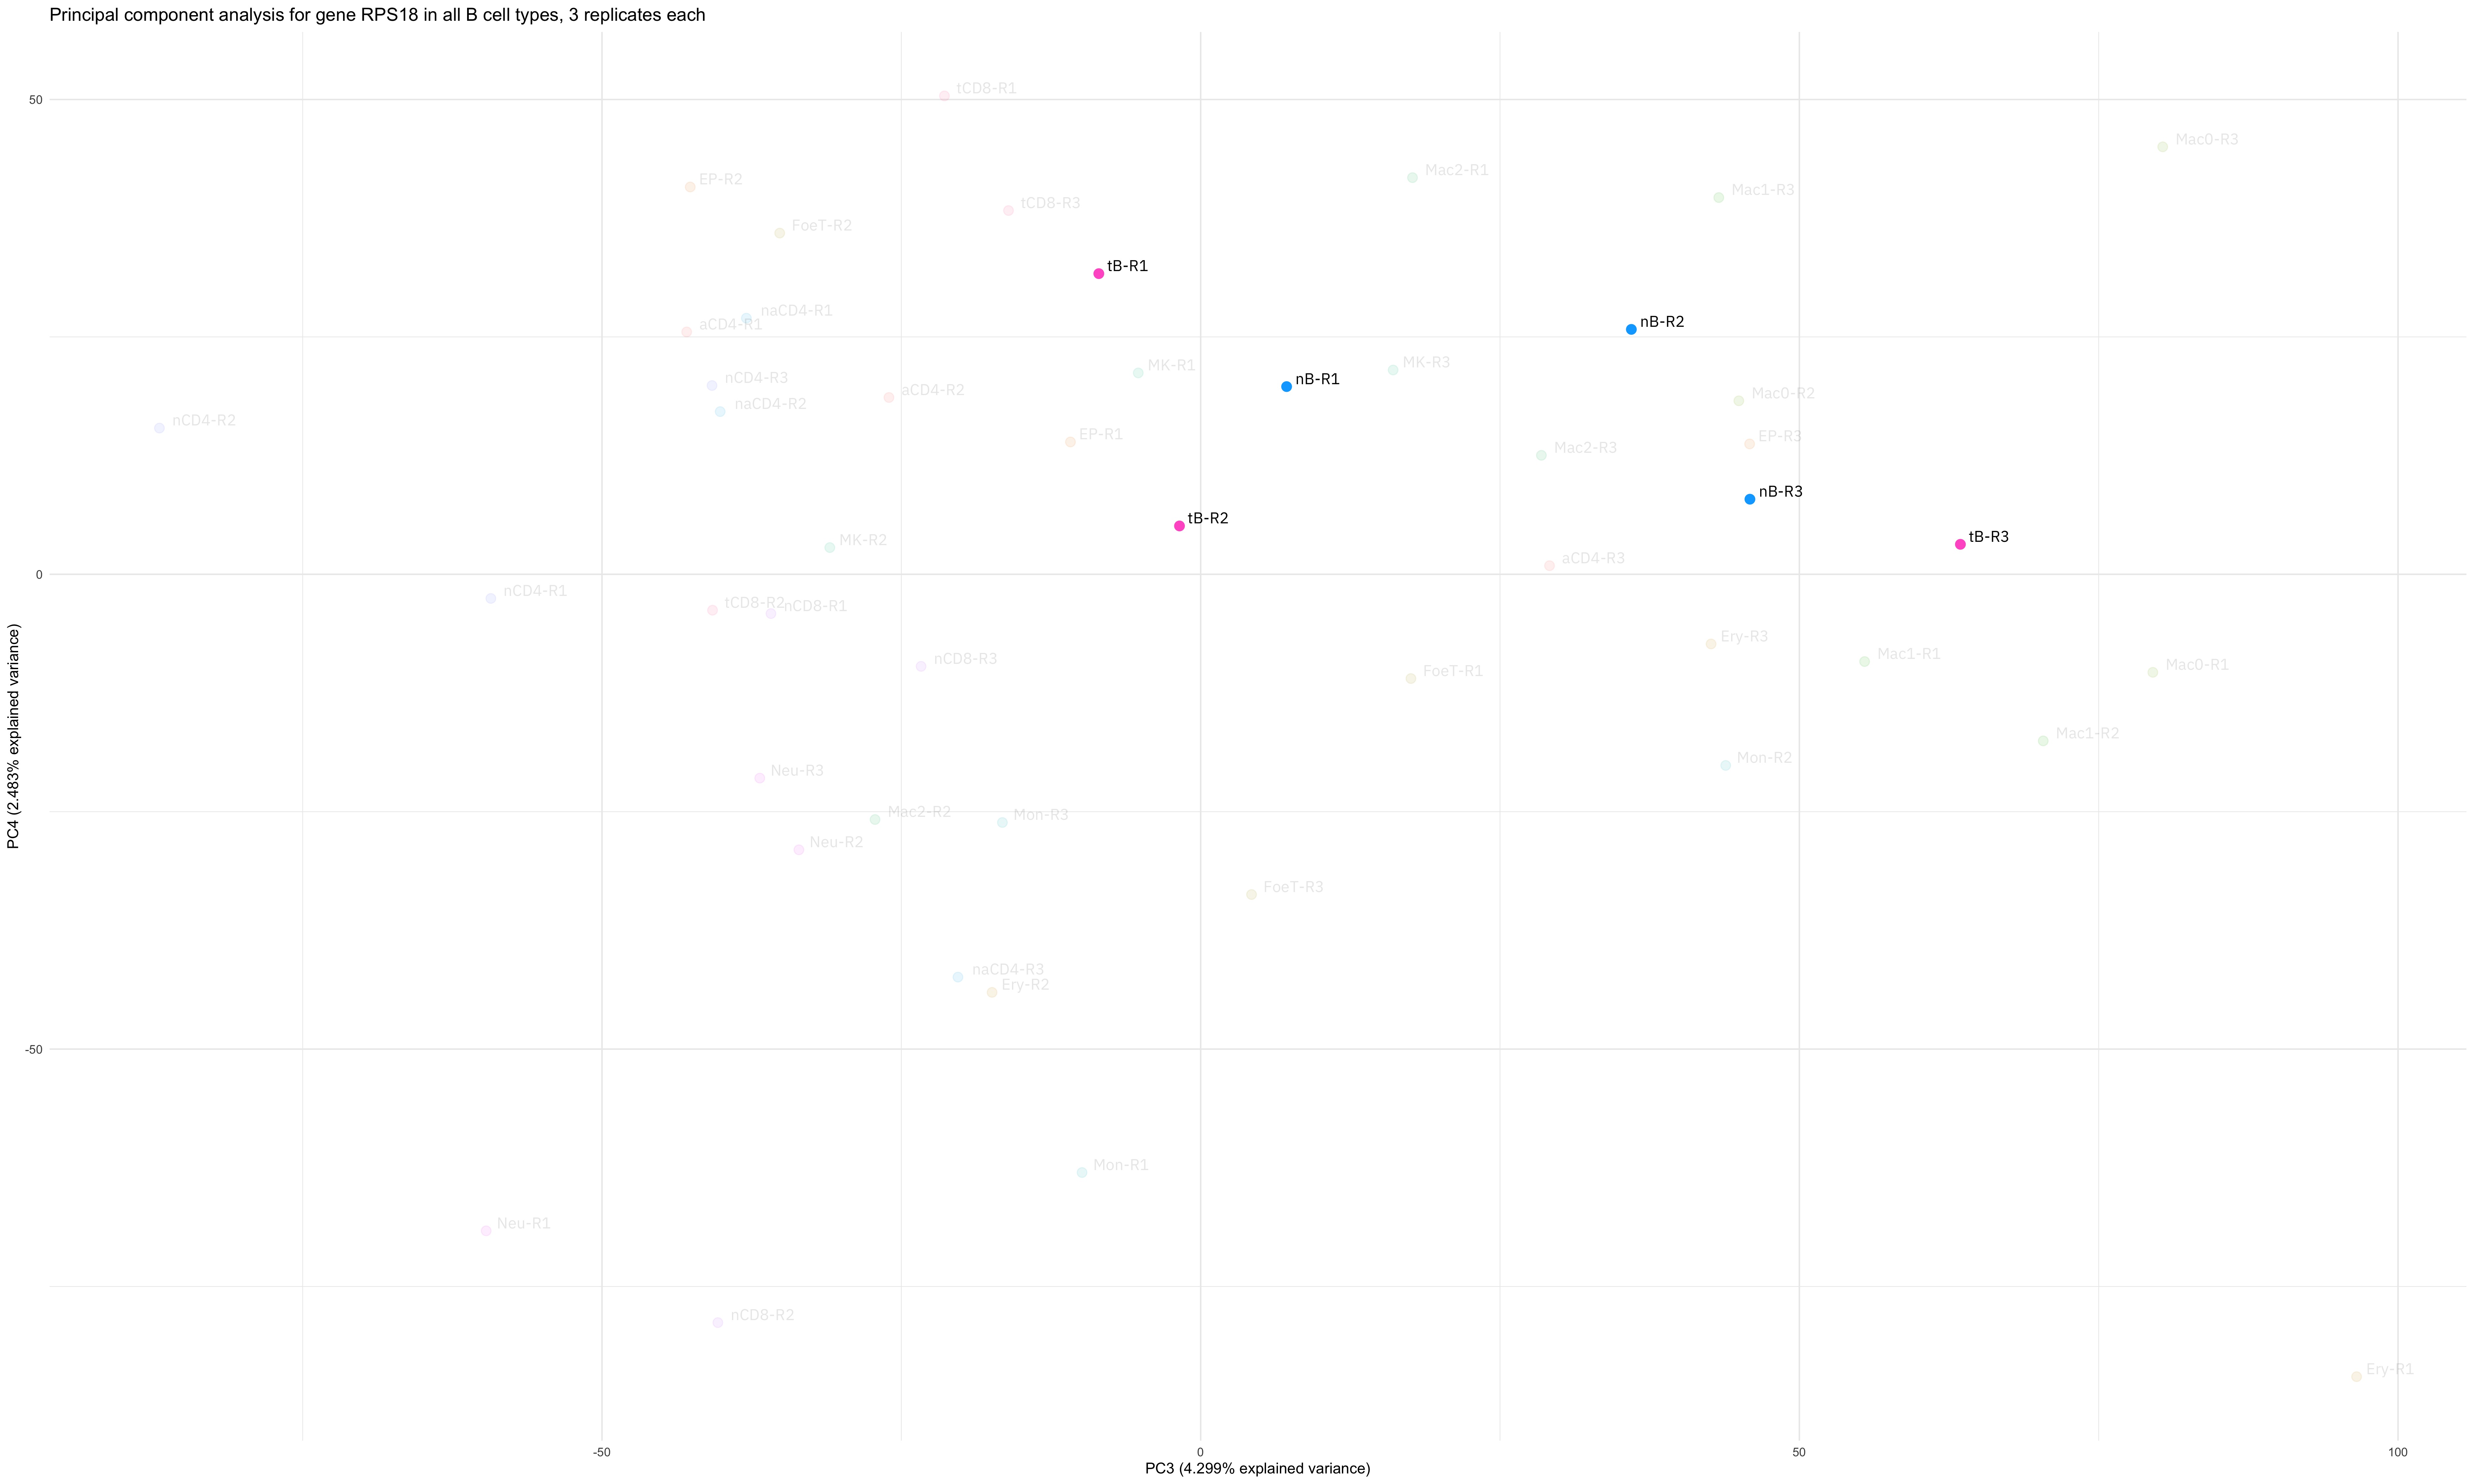 Principal component analysis for gene RPS18 in all B cell types, 3 replicates each
tCD8-R1
50
Mac0-R3
Mac2-R1
EP-R2
Mac1-R3
tCD8-R3
FoeT-R2
tB-R1
naCD4-R1
nB-R2
aCD4-R1
MK-R3
MK-R1
nCD4-R3
nB-R1
aCD4-R2
Mac0-R2
naCD4-R2
nCD4-R2
EP-R1
EP-R3
Mac2-R3
nB-R3
tB-R2
MK-R2
tB-R3
aCD4-R3
0
nCD4-R1
tCD8-R2
nCD8-R1
Ery-R3
Mac1-R1
nCD8-R3
Mac0-R1
FoeT-R1
Mac1-R2
Mon-R2
Neu-R3
Mac2-R2
Mon-R3
Neu-R2
FoeT-R3
naCD4-R3
Ery-R2
-50
Mon-R1
Neu-R1
nCD8-R2
Ery-R1
PC4 (2.483% explained variance)
-50
0
50
100
PC3 (4.299% explained variance)